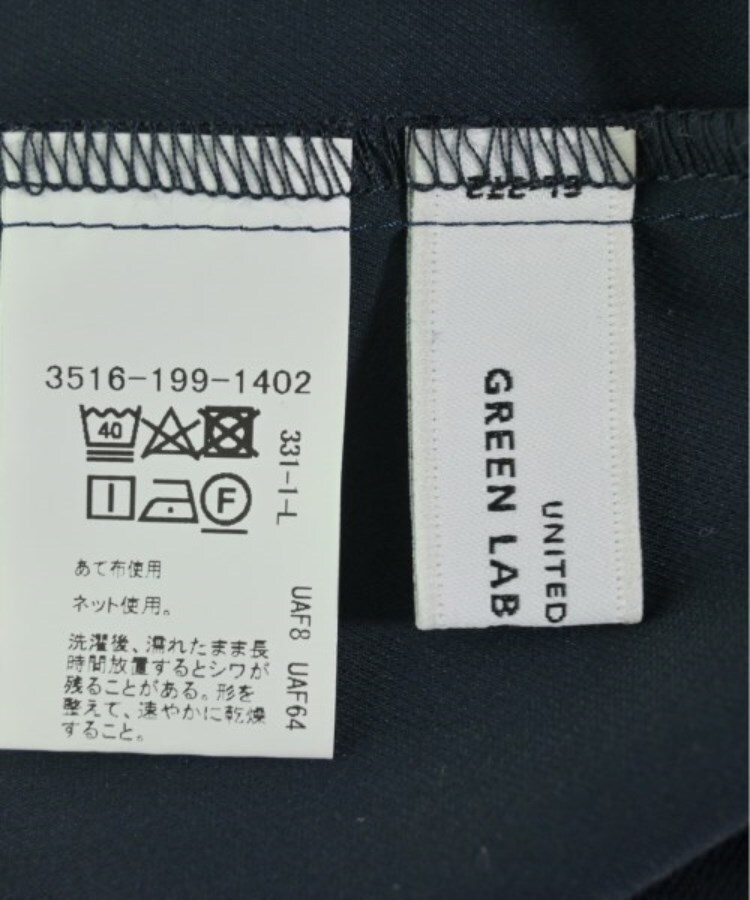 3516-199-1402
40
331-1-L
F
あて布使用
ネット使用。
洗濯後、濡れたまま長
時間放置するとシワが
残ることがある。形を
整えて、速やかに乾燥
すること。
UAF8 UAF64
GREEN LAB
UNITED